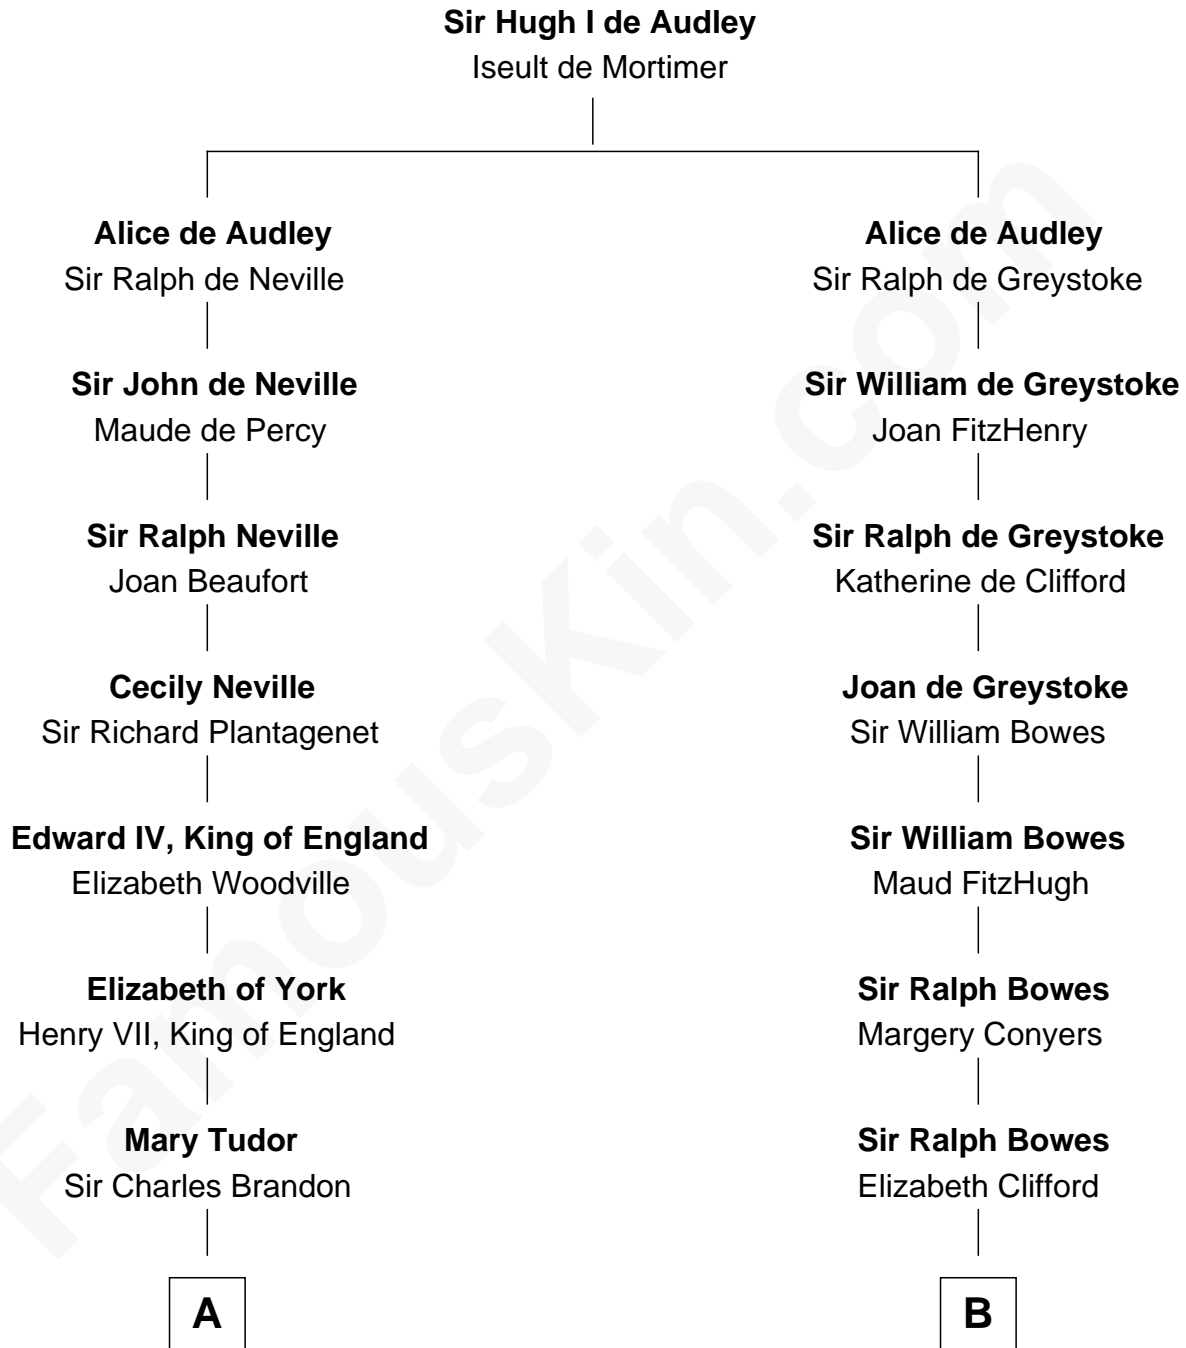 Sir Hugh I de Audley
Iseult de Mortimer
Alice de Audley
Sir Ralph de Neville
Alice de Audley
Sir Ralph de Greystoke
Sir John de Neville
Maude de Percy
Sir William de Greystoke
Joan FitzHenry
Sir Ralph Neville
Joan Beaufort
Sir Ralph de Greystoke
Katherine de Clifford
Cecily Neville
Sir Richard Plantagenet
Joan de Greystoke
Sir William Bowes
Edward IV, King of England
Elizabeth Woodville
Sir William Bowes
Maud FitzHugh
Elizabeth of York
Henry VII, King of England
Sir Ralph Bowes
Margery Conyers
Mary Tudor
Sir Charles Brandon
Sir Ralph Bowes
Elizabeth Clifford
A
B
FamousKin.com